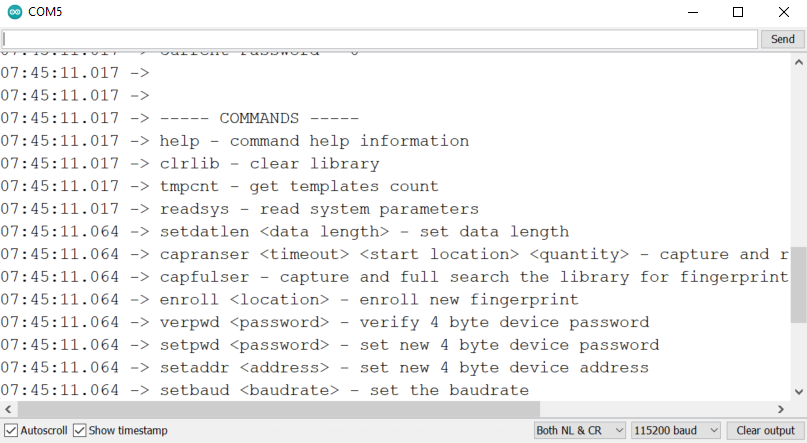 COM5
Send
07:45:11.017 -> Current Password = 0
07:45:11.017 ->
07:45:11.017 ->
07:45:11.017 -> ----- COMMANDS -----
07:45:11.017 -> help - command help information
07:45:11.017 -> clrlib - clear library
07:45:11.017 -> tmpcnt - get templates count
07:45:11.017 -> readsys - read system parameters
07:45:11.064 -> setdatlen <data length> - set data length
07:45:11.064 -> capranser <timeout> <start location> <quantity> - capture and r
07:45:11.064 -> capfulser - capture and full search the library for fingerprint
07:45:11.064 -> enroll <location> - enroll new fingerprint
07:45:11.064 -> verpwd <password> - verify 4 byte device password
07:45:11.064 -> setpwd <password> - set new 4 byte device password
07:45:11.064 -> setaddr <address> - set new 4 byte device address
07:45:11.064 -> setbaud <baudrate> - set the baudrate
Autoscroll Show timestamp Both NL & CR 115200 baud Clear output